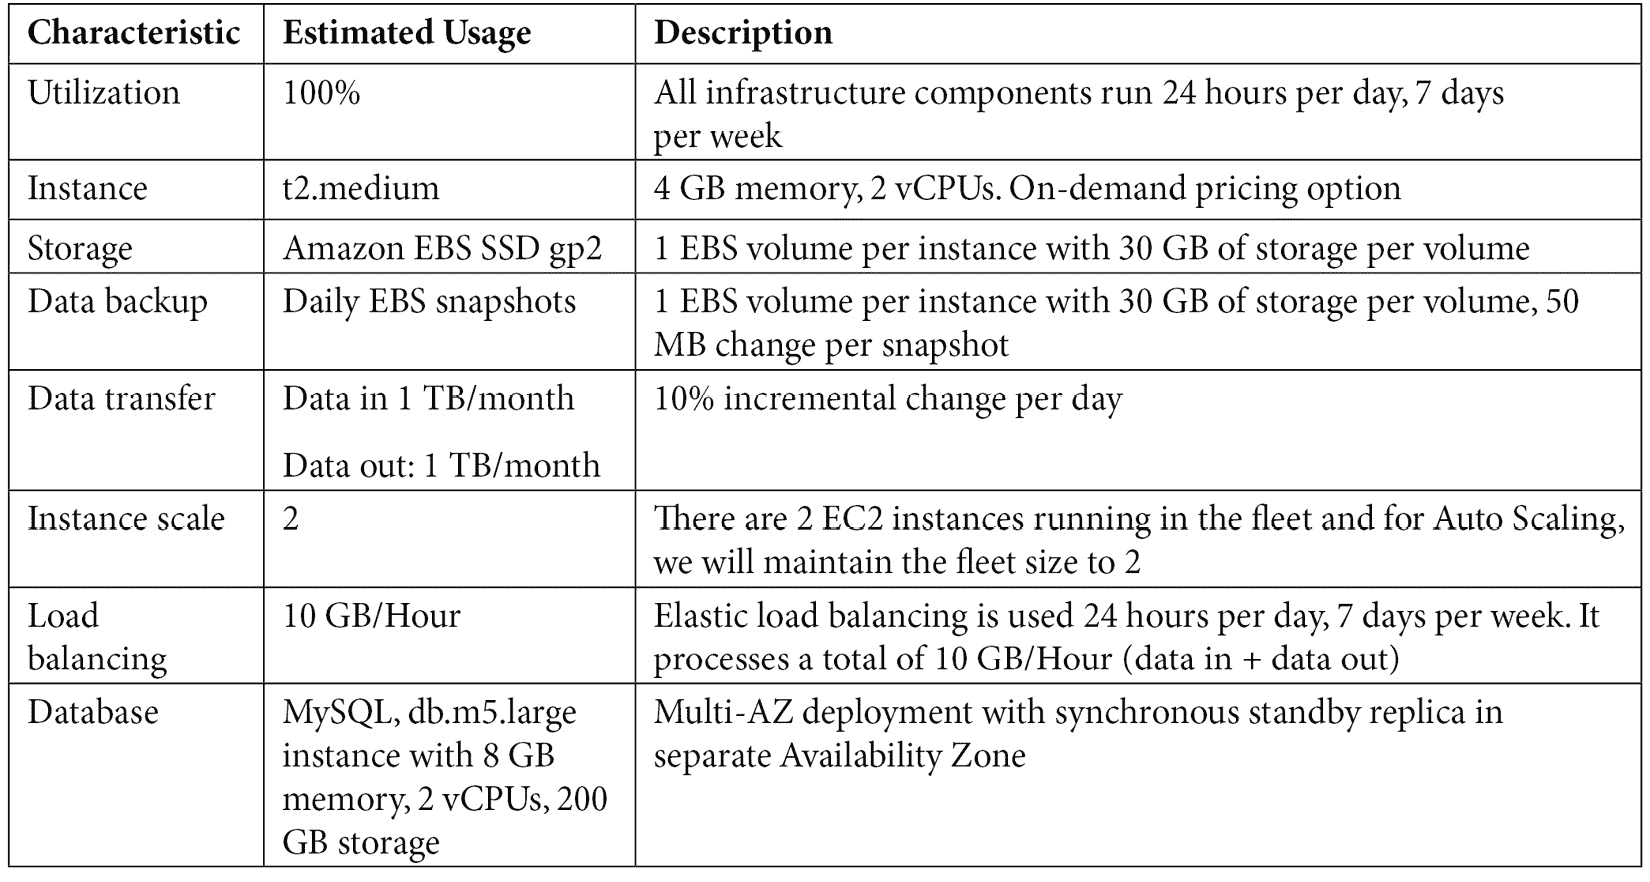 Characteristic Estimated Usage Description
Utilization 100% All infrastructure components run 24 hours per day, 7 days
per week
Instance t2.medium 4 GB memory, 2 vCPUs. On-demand pricing option
Storage Amazon EBS SSD gp2 1 EBS volume per instance with 30 GB of storage per volume
Data backup Daily EBS snapshots 1 EBS volume per instance with 30 GB of storage per volume, 50
MB change per snapshot
Data transfer Data in 1 TB/month 10% incremental change per day
Data out: 1 TB/month
Instance scale 2 There are 2 EC2 instances running in the fleet and for Auto Scaling,
we will maintain the fleet size to 2
Load 10 GB/Hour Elastic load balancing is used 24 hours per day, 7 days per week. It
balancing processes a total of 10 GB/Hour (data in + data out)
Database MySQL, db.m5.large Multi-AZ deployment with synchronous standby replica in
instance with 8 GB separate Availability Zone
memory, 2 vCPUs, 200
GB storage